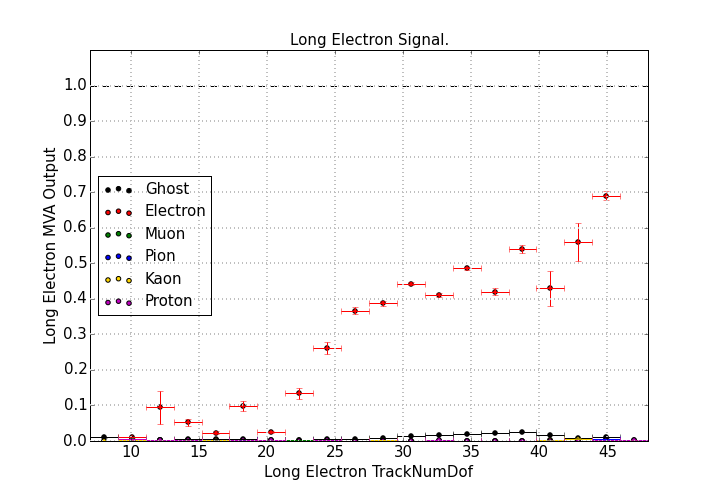 Long Electron Signal.
1.0
0.9
0.8
0.7
0.6
0.5
0.4
0.3
0.2
0.1
0.0
Long Electron MVA Output
Ghost
Electron
Muon
Pion
Kaon
Proton
10 15 20 25 30 35 40 45
Long Electron TrackNumDof